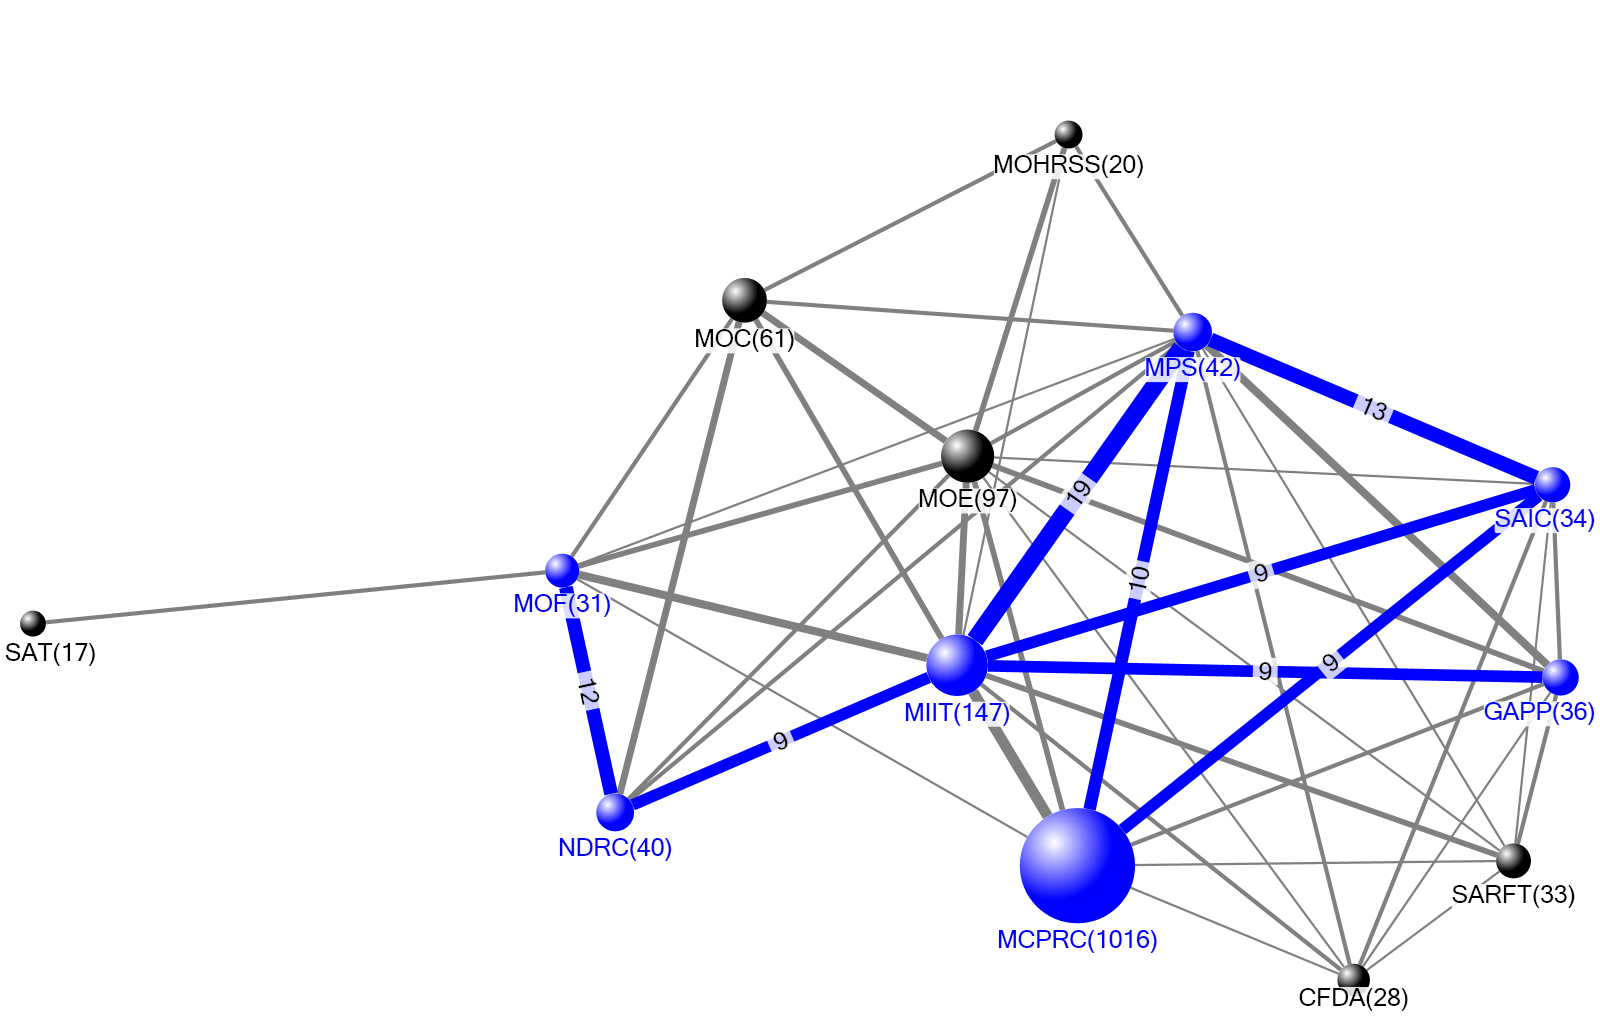 MOHRSS(20)
MOC(61)
MPS(42)
13
MOE(97)
19
SAIC(34)
10
9
MOF(31)
SAT(17)
9
9
12
MIIT(147)
GAPP(36)
9
NDRC(40)
SARFT(33)
MCPRC(1016)
CFDA(28)